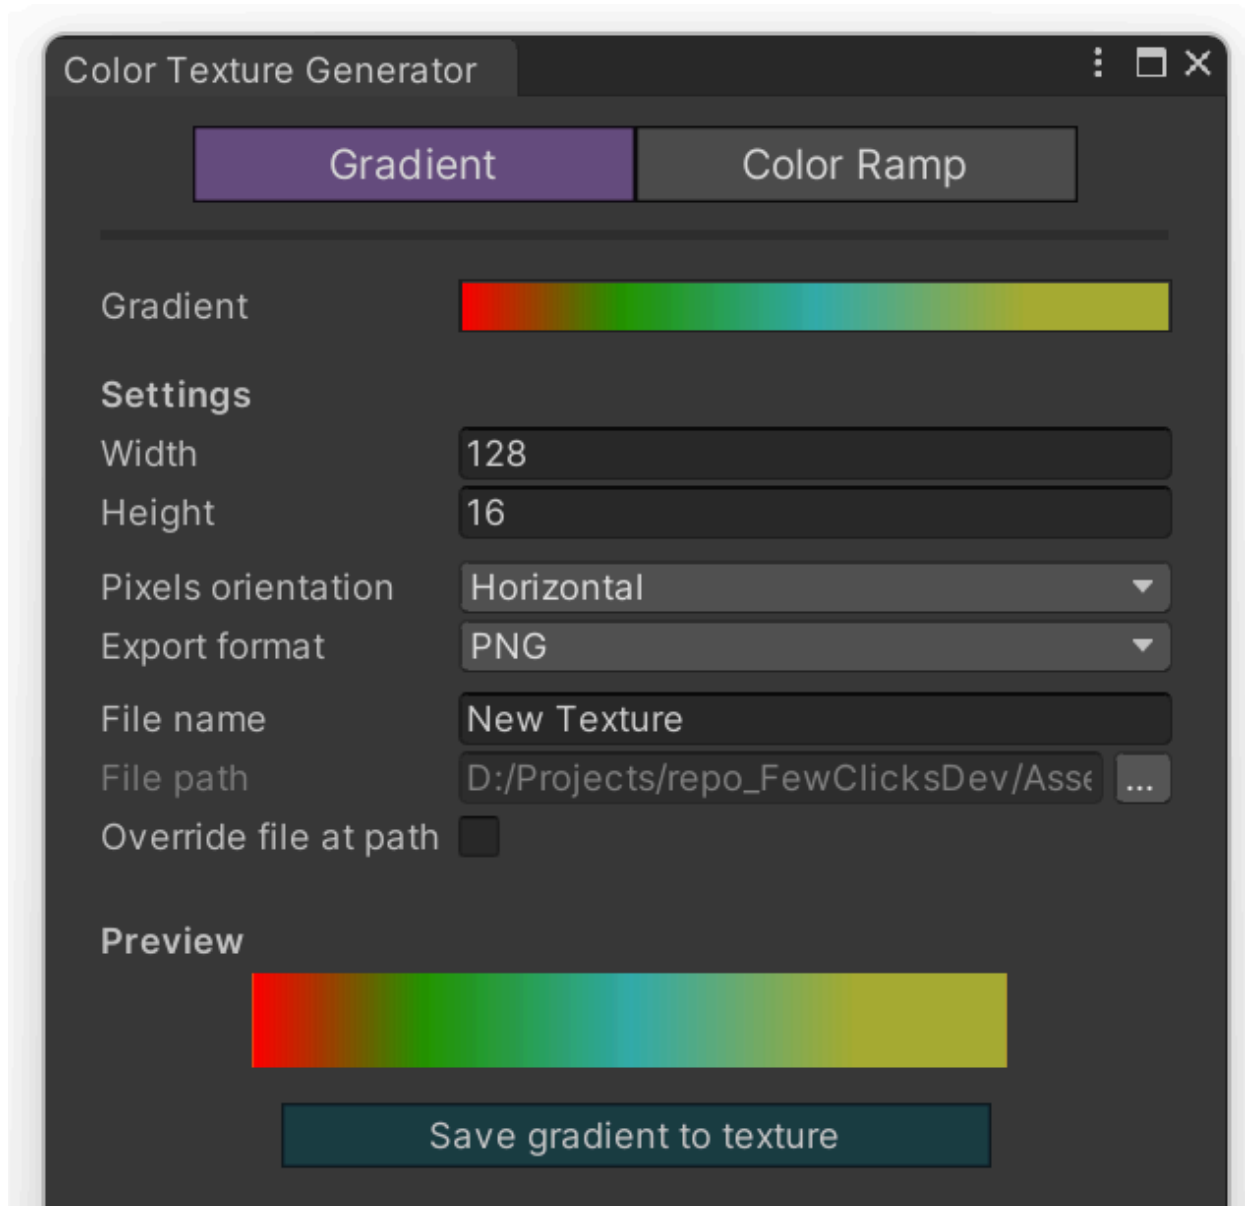 Color Texture Generator
Gradient Color Ramp
Gradient
Settings
Width 128
Height 16
Pixels orientation Horizontal
Export format PNG
File name New Texture
File path D:/Projects/repo_FewClicksDev/Asse ...
Override file at path
Preview
Save gradient to texture